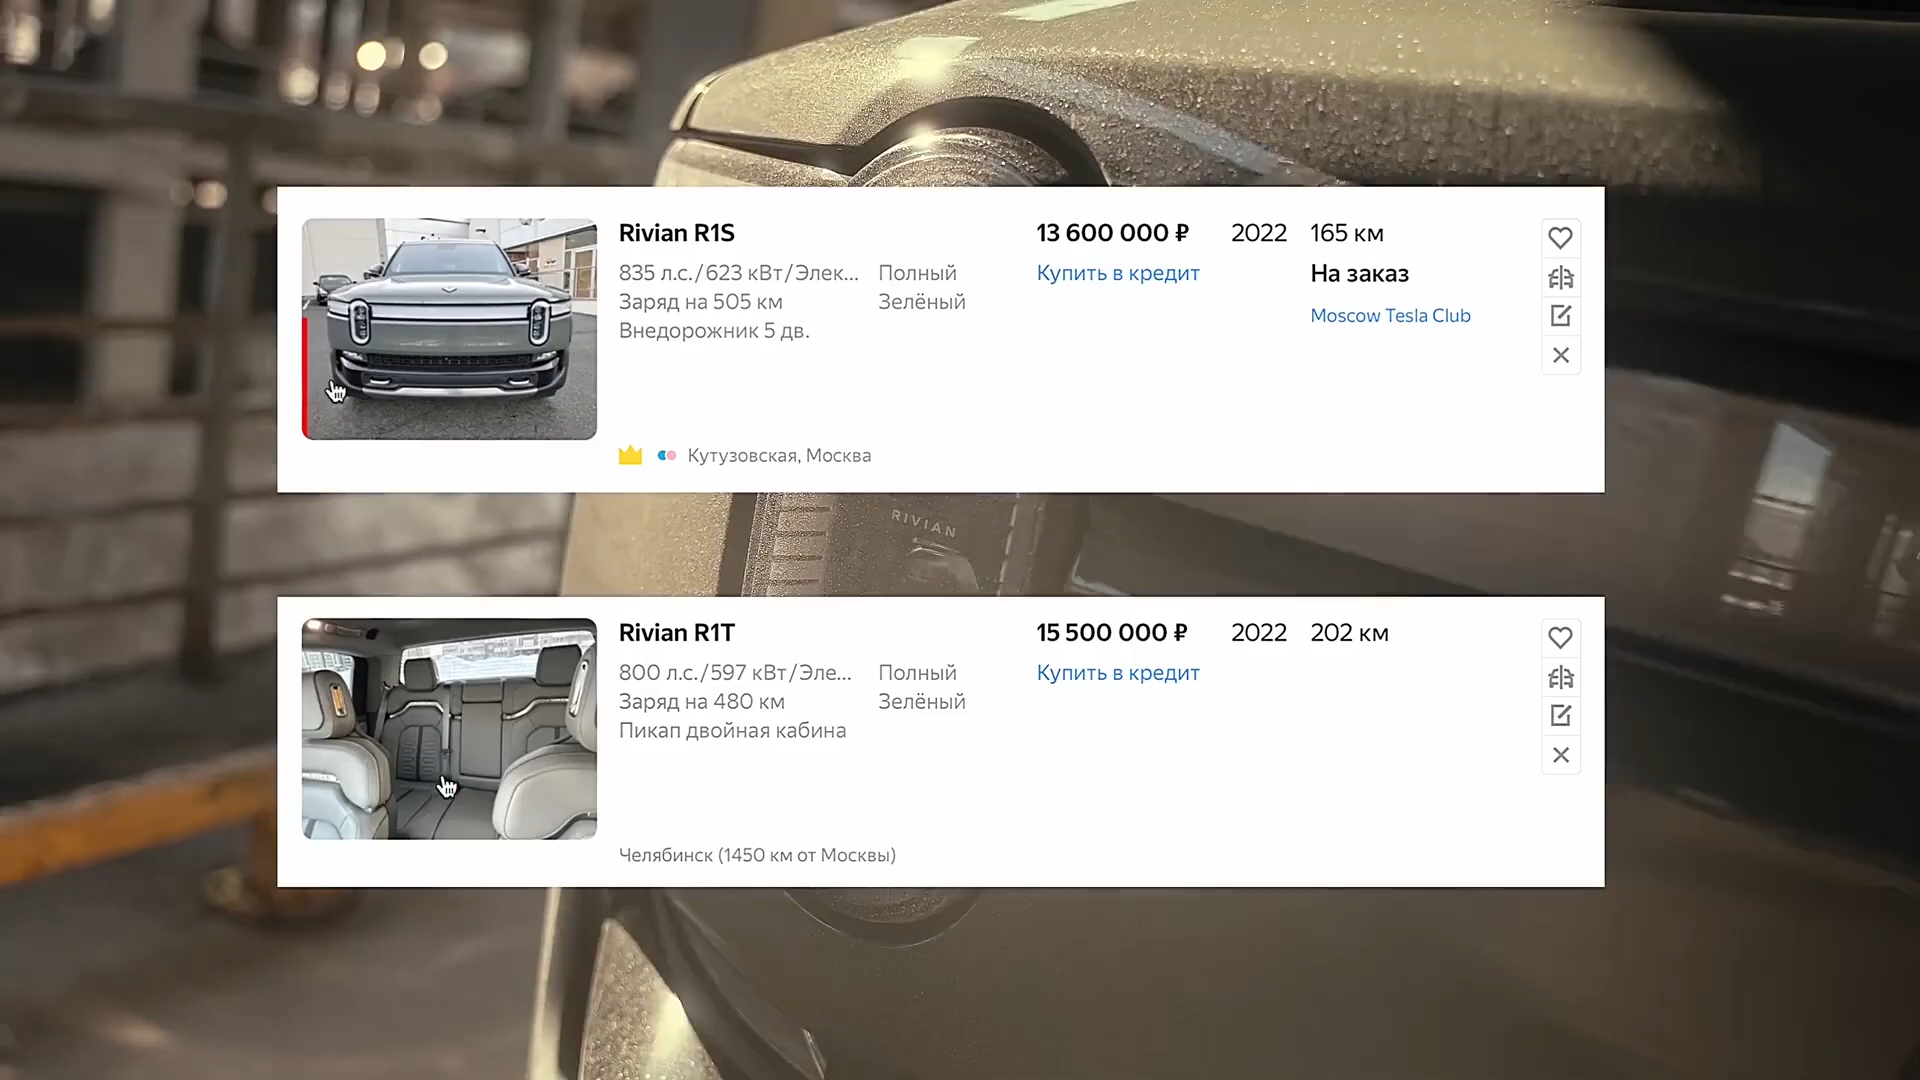 Rivian R1S
13 600 000 ₽
2022
165 км
835 л.с./623 кВт/Элек...
Полный
Купить в кредит
На заказ
Заряд на 505 км
Зелёный
Moscow Tesla Club
Внедорожник 5 дв.
Кутузовская, Москва
RIVIAN
Rivian R1T
15 500 000 ₽
2022
202 км
800 л.с./597 кВт/Эле...
Полный
Купить в кредит
Заряд на 480 км
Зелёный
Пикап двойная кабина
Челябинск (1450 км от Москвы)